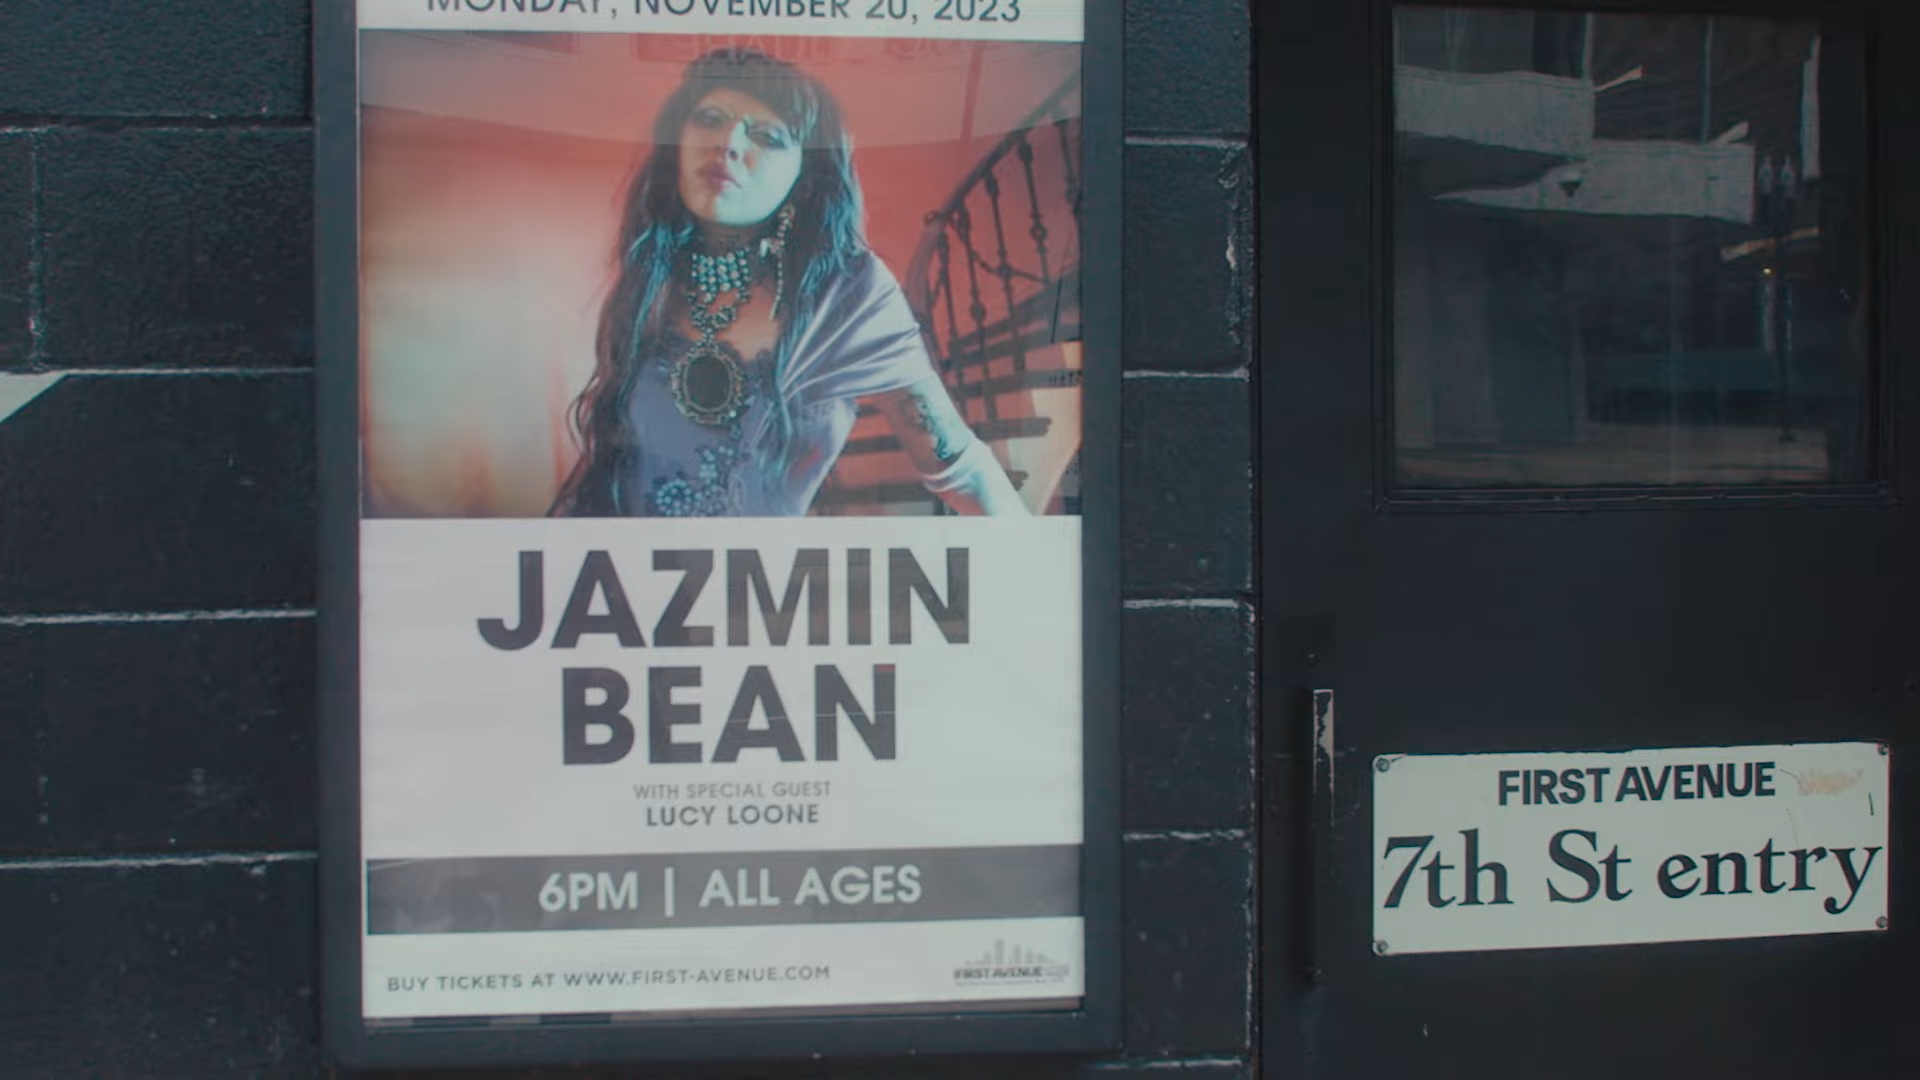 MONDAY, NOVEMBER 20, 2023
JAZMIN
BEAN
WITH SPECIAL GUEST
LUCY LOONE
6PM | ALL AGES
BUY TICKETS AT WWW.FIRST-AVENUE.COM
FIRST AVENUE
FIRST AVENUE
7th St entry